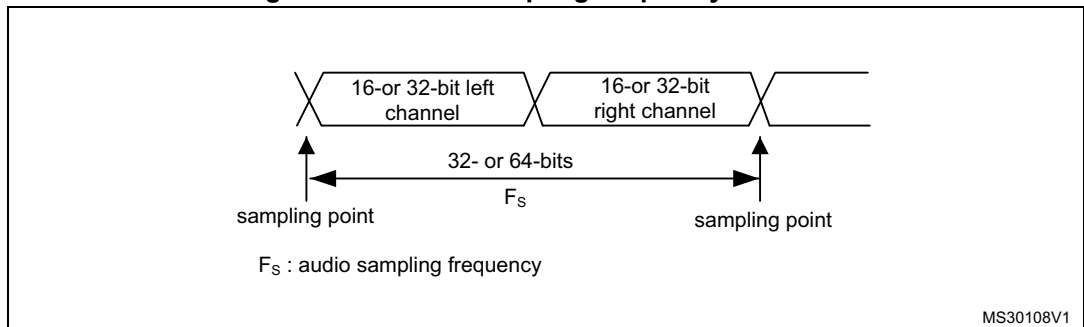 16-or 32-bit left
channel
16-or 32-bit
right channel
32- or 64-bits
FS
sampling point
sampling point
FS : audio sampling frequency
MS30108V1